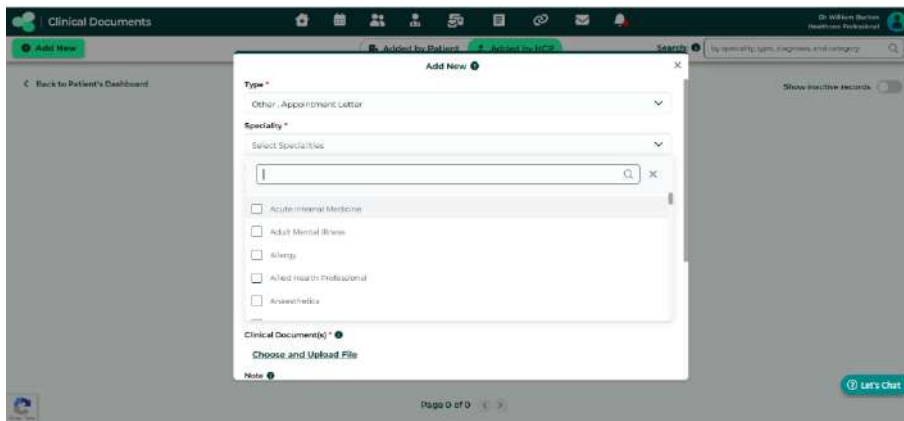 Clinical Documents
Dr William Burton
Healthcare Professional
Add New
Added by Patient
Added by HCP
Search:
by speciality, type, diagnosis and category
Add New
Back to Patient's Dashboard
Show inactive records
Type *
Other, Appointment Letter
Speciality *
Select Specialities
Acute Internal Medicine
Adult Mental Illness
Allergy
Allied Health Professional
Anaesthetics
Clinical Document(s) *
Choose and Upload File
Note
Let's Chat
Page 0 of 0